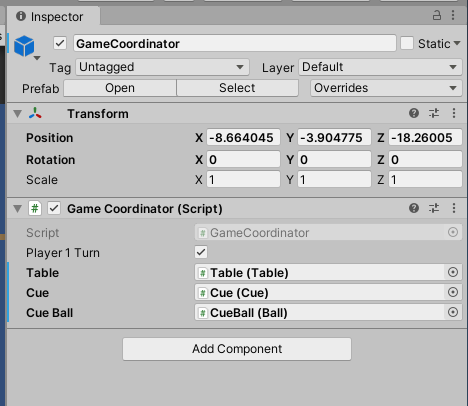 Inspector
GameCoordinator Static
Tag Untagged Layer Default
Prefab Open Select Overrides
Transform
Position X -8.664045 Y -3.904775 Z -18.26005
Rotation X 0 Y 0 Z 0
Scale X 1 Y 1 Z 1
# Game Coordinator (Script)
Script # GameCoordinator
Player 1 Turn
Table # Table (Table)
Cue # Cue (Cue)
Cue Ball # CueBall (Ball)
Add Component